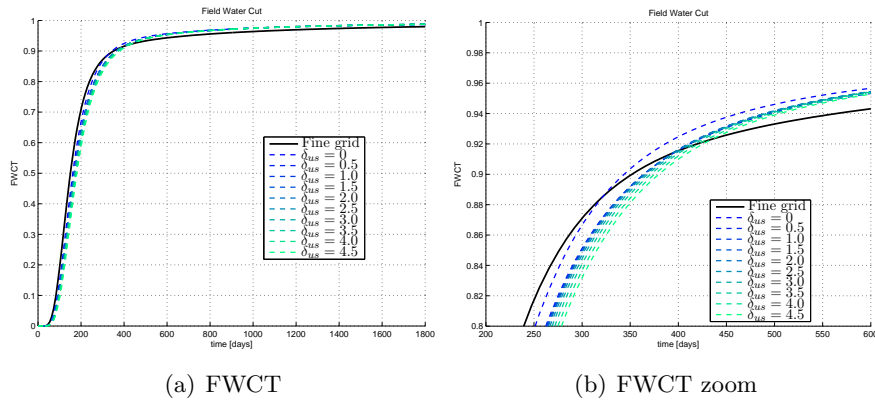 Field Water Cut
1
0.9
0.8
0.7
0.6
0.5
0.4
0.3
0.2
0.1
0
FWCT
0 200 400 600 800 1000 1200 1400 1600 1800
time [days]
Fine grid
δus = 0
δus = 0.5
δus = 1.0
δus = 1.5
δus = 2.0
δus = 2.5
δus = 3.0
δus = 3.5
δus = 4.0
δus = 4.5
(a) FWCT
Field Water Cut
1
0.98
0.96
0.94
0.92
0.9
0.88
0.86
0.84
0.82
0.8
FWCT
200 250 300 350 400 450 500 550 600
time [days]
Fine grid
δus = 0
δus = 0.5
δus = 1.0
δus = 1.5
δus = 2.0
δus = 2.5
δus = 3.0
δus = 3.5
δus = 4.0
δus = 4.5
(b) FWCT zoom